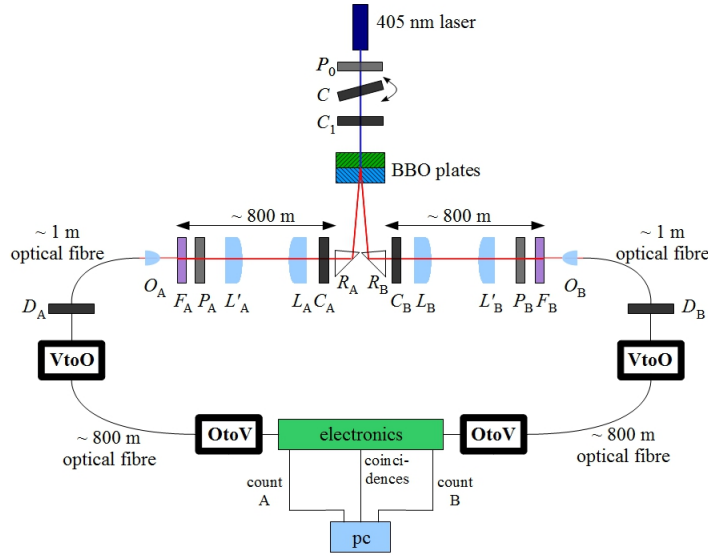 405 nm laser
P0
C
C1
BBO plates
~ 800 m
~ 800 m
~ 1 m
optical fibre
~ 1 m
optical fibre
OA
FA
PA
L'A
LA
CA
RA
RB
CB
LB
L'B
PB
FB
OB
DA
DB
VtoO
VtoO
~ 800 m
optical fibre
OtoV
electronics
OtoV
~ 800 m
optical fibre
count
A
coinci-
dences
count
B
pc